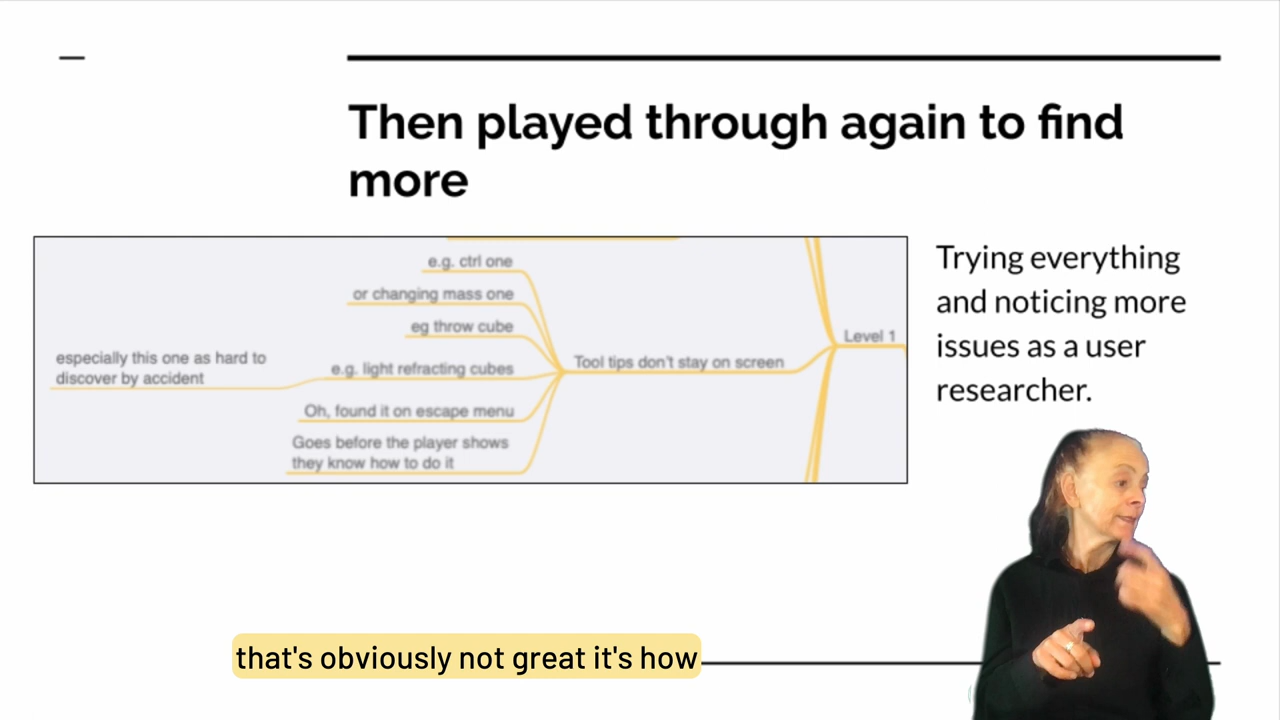 Then played through again to find
more
e.g. ctrl one
or changing mass one
eg throw cube
especially this one as hard to
discover by accident
e.g. light refracting cubes
Oh, found it on escape menu
Goes before the player shows
they know how to do it
Tool tips don't stay on screen
Level 1
Trying everything
and noticing more
issues as a user
researcher.
that's obviously not great it's how